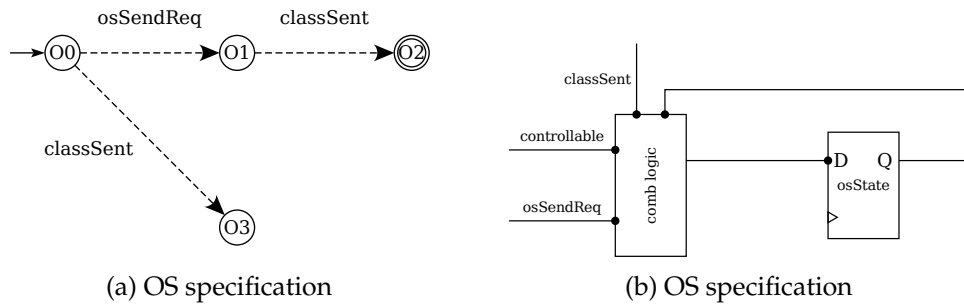 osSendReq
classSent
O0
O1
O2
classSent
O3
(a) OS specification
classSent
controllable
osSendReq
comb logic
D
Q
osState
(b) OS specification